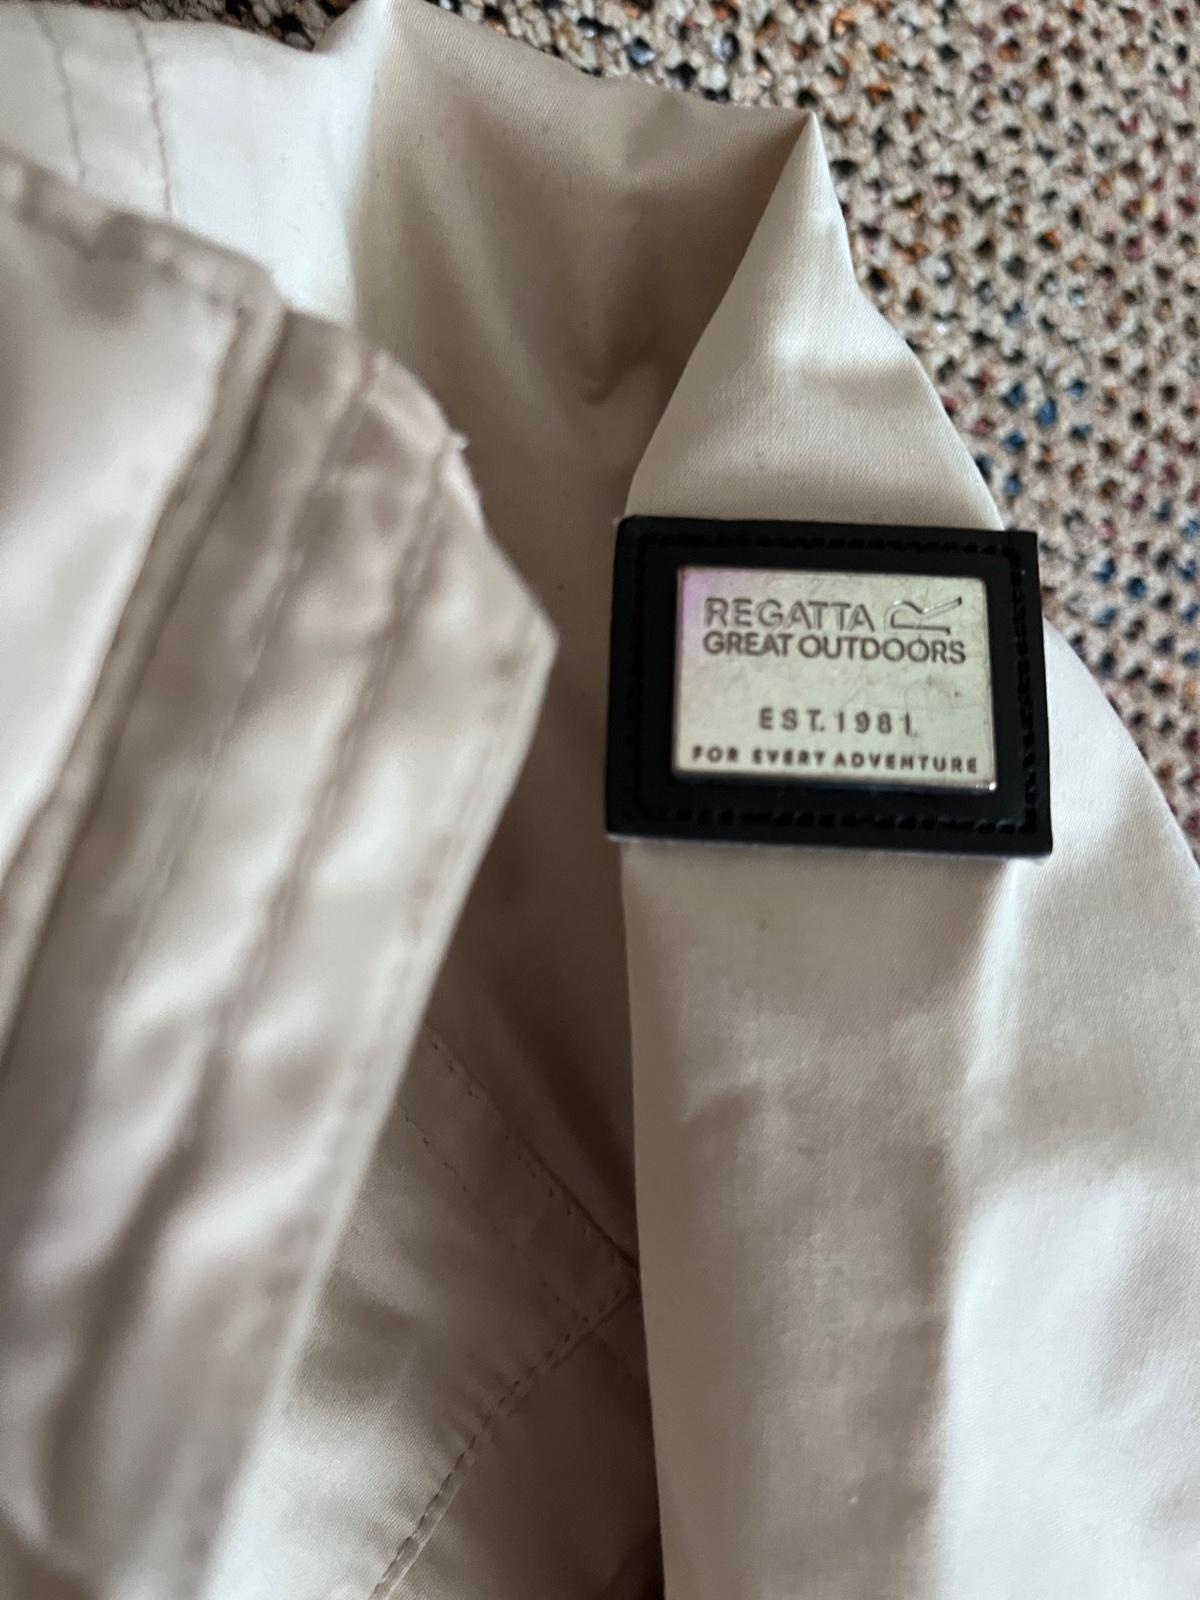 REGATTA
GREAT OUTDOORS
EST. 1981
FOR EVERY ADVENTURE